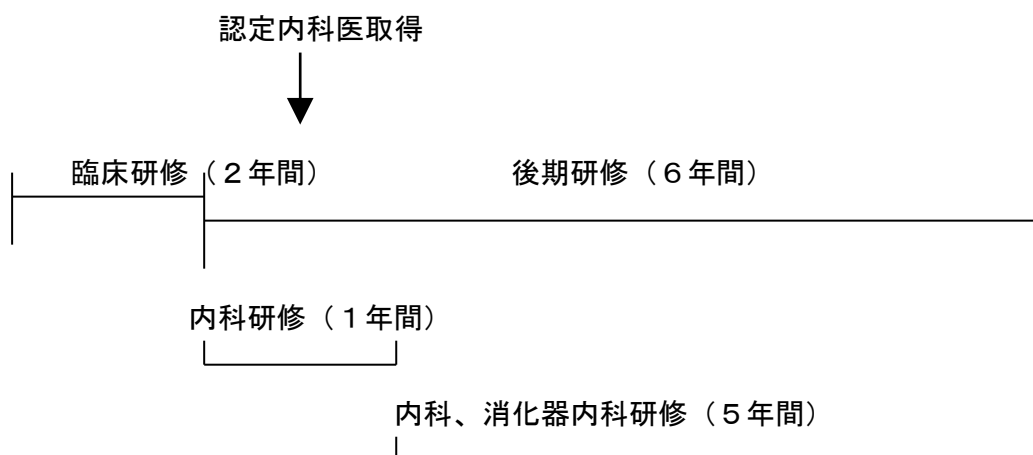 認定内科医取得
臨床研修（２年間）
後期研修（６年間）
内科研修（１年間）
内科、消化器内科研修（５年間）